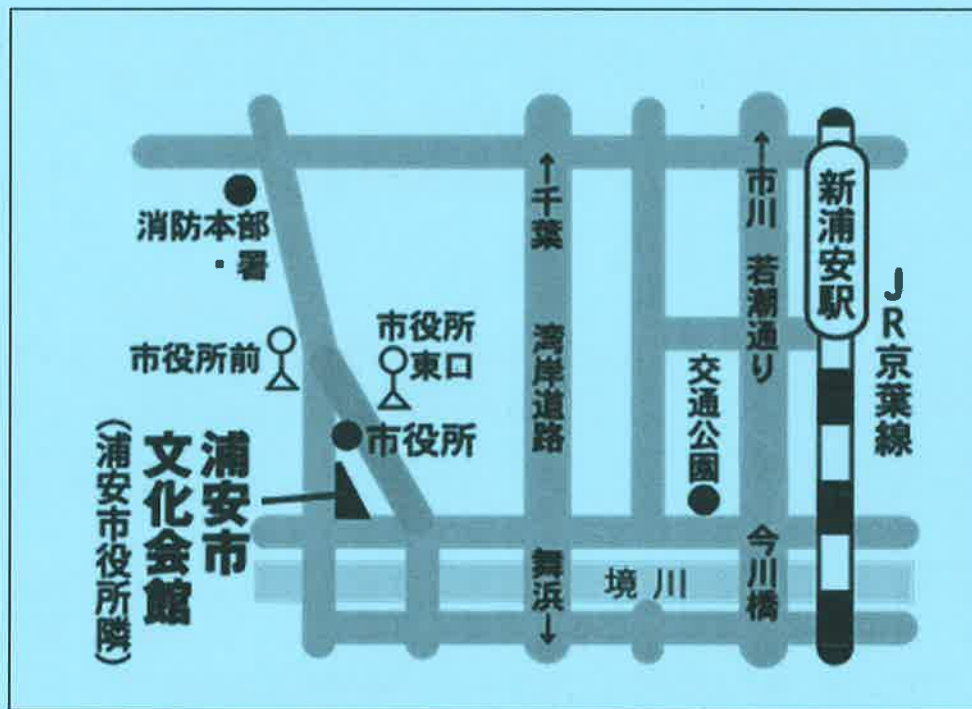 消防本部
・署
市役所前
市役所
東口
市役所
浦安市
文化会館
（浦安市役所隣）
↑千葉 湾岸道路 舞浜↓
↑市川 若潮通り 今川橋
交通公園
境川
新浦安駅
JR京葉線